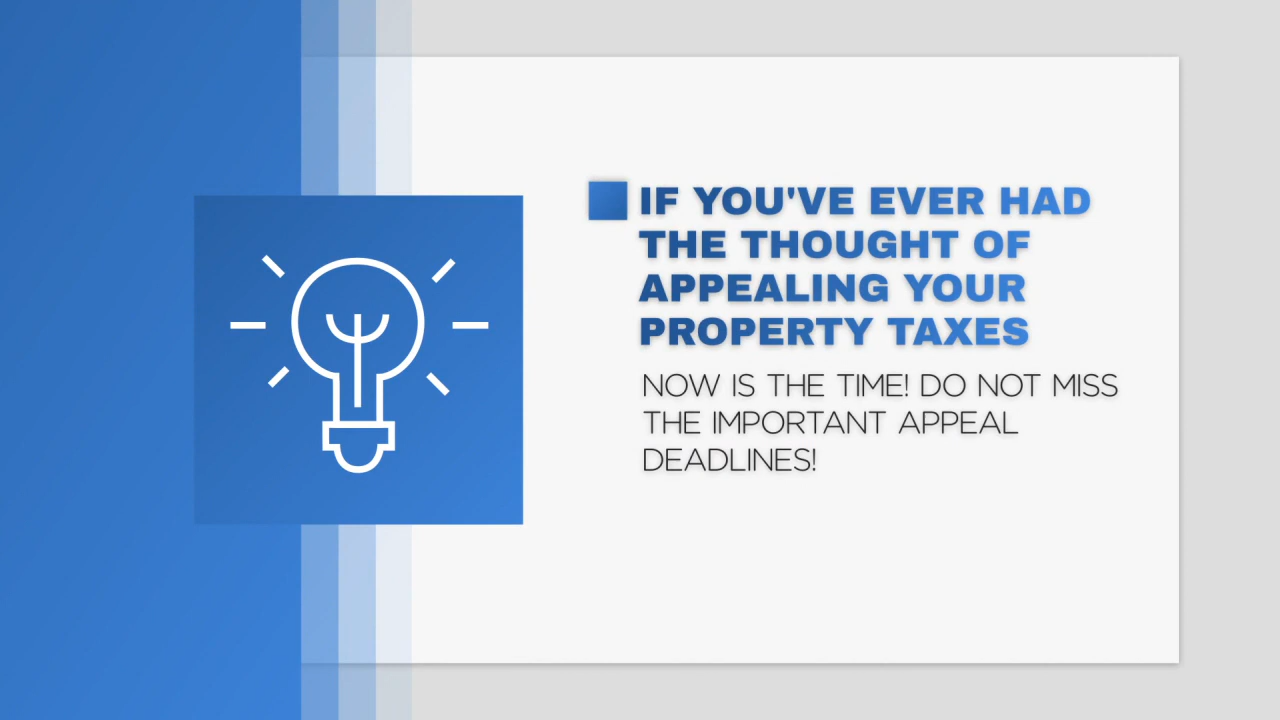 IF YOU'VE EVER HAD
THE THOUGHT OF
APPEALING YOUR
PROPERTY TAXES
NOW IS THE TIME! DO NOT MISS
THE IMPORTANT APPEAL
DEADLINES!